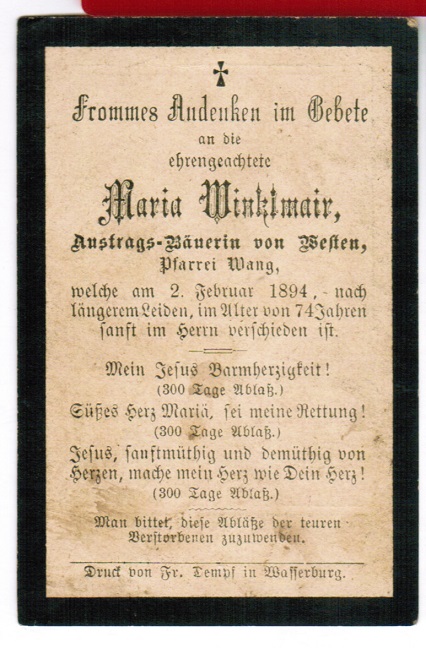 Frommes Andenken im Gebete
an die
ehrengeachtete
Maria Winklmair,
Austrags-Bäuerin von Westen,
Pfarrei Wang,
welche am 2. Februar 1894, nach
längerem Leiden, im Alter von 74 Jahren
sanft im Herrn verschieden ist.
Mein Jesus Barmherzigkeit!
(300 Tage Ablaß.)
Süßes Herz Mariä, sei meine Rettung!
(300 Tage Ablaß.)
Jesus, sanftmüthig und demüthig von
Herzen, mache mein Herz wie Dein Herz!
(300 Tage Ablaß.)
Man bittet, diese Abläße der teuren
Verstorbenen zuzuwenden.
Druck von Fr. Dempf in Wasserburg.